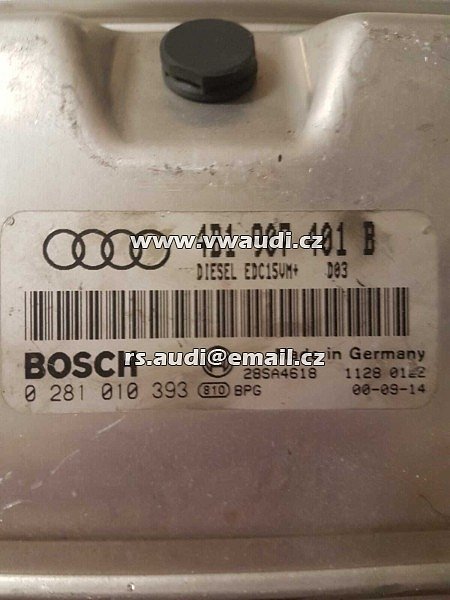 4B1 907 401 B
www.vwaudi.cz
DIESEL EDC15VM+ D03
BOSCH Made in Germany
rs.audi@email.cz
0 281 010 393 810 BPG
28SA4618 1128 0122
00-09-14